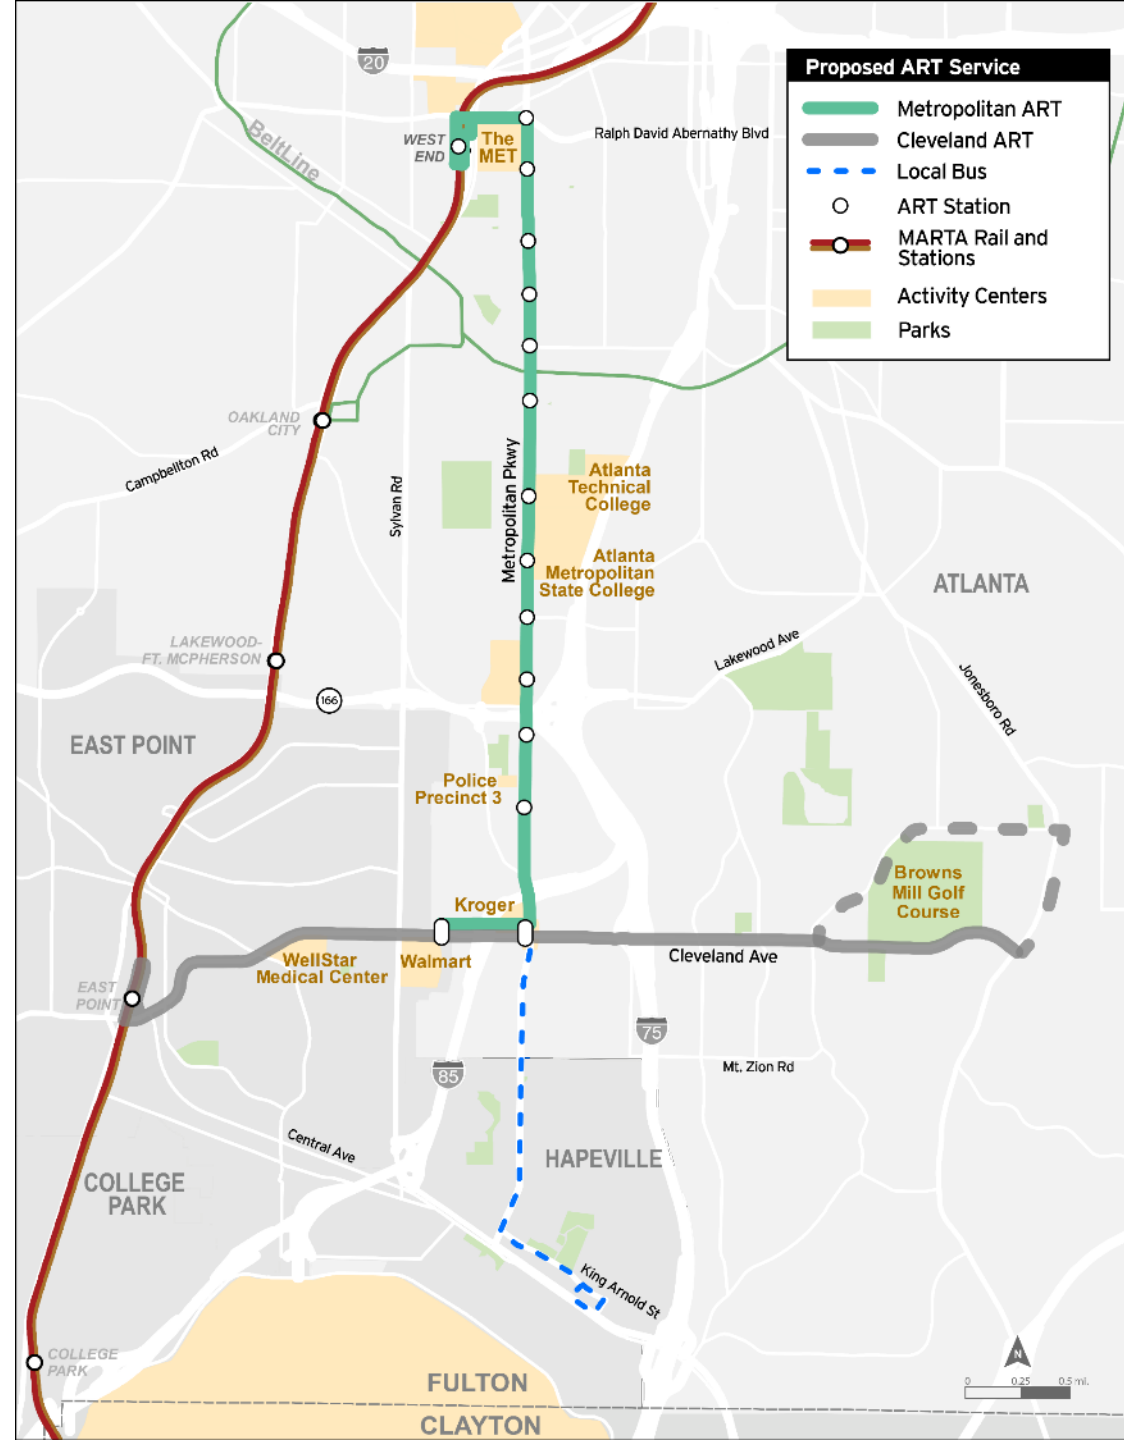 20
Proposed ART Service
Metropolitan ART
Cleveland ART
Local Bus
ART Station
MARTA Rail and
Stations
Activity Centers
Parks
BeltLine
WEST
END
The
MET
Ralph David Abernathy Blvd
OAKLAND
CITY
Campbellton Rd
Sylvan Rd
Metropolitan Pkwy
Atlanta
Technical
College
Atlanta
Metropolitan
State College
ATLANTA
LAKEWOOD-
FT. MCPHERSON
166
Lakewood Ave
Jonesboro Rd
EAST POINT
Police
Precinct 3
Kroger
Browns
Mill Golf
Course
WellStar
Medical Center
Walmart
Cleveland Ave
EAST
POINT
75
85
Mt. Zion Rd
Central Ave
HAPEVILLE
COLLEGE
PARK
King Arnold St
COLLEGE
PARK
N
0 0.25 0.5 mi.
FULTON
CLAYTON